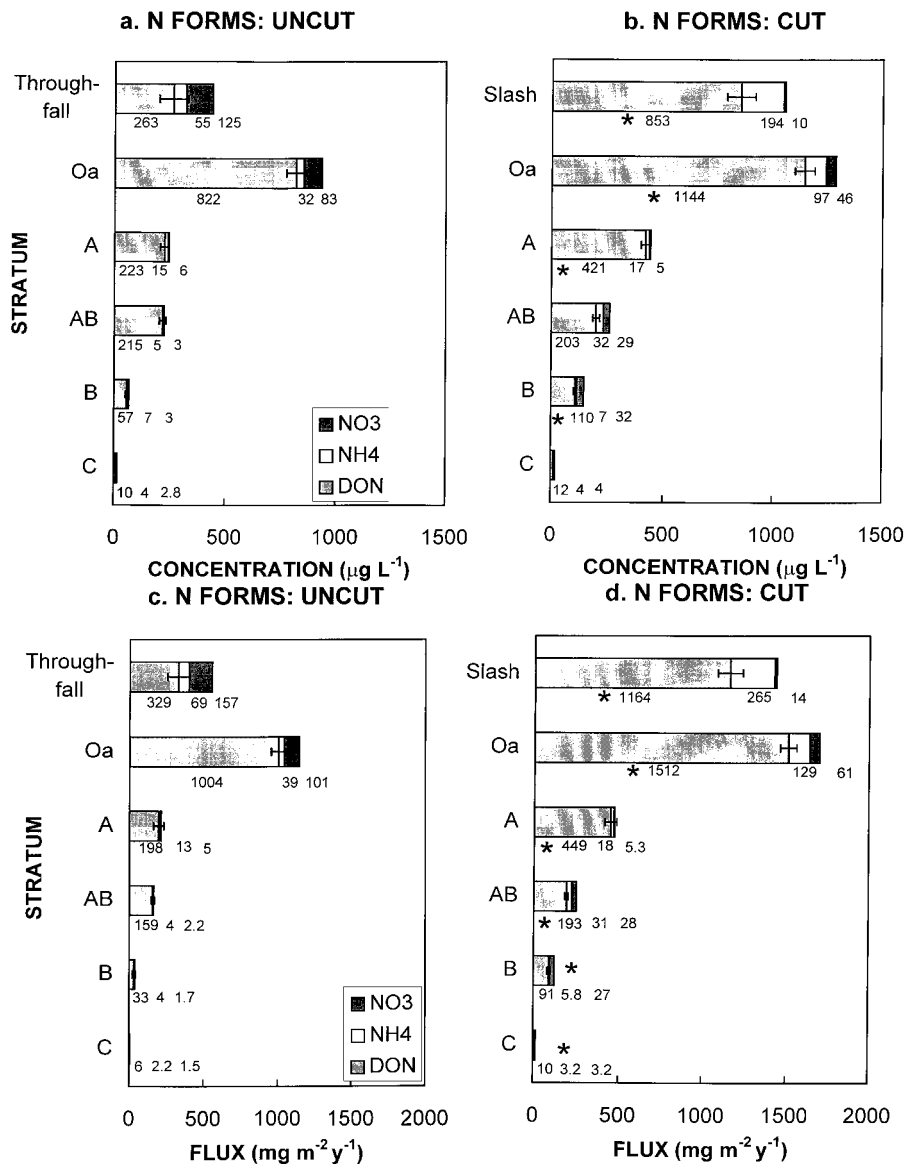 a. N FORMS: UNCUT
Through-
fall
263 55 125
Oa
822 32 83
A
223 15 6
AB
215 5 3
B
57 7 3
C
10 4 2.8
STRATUM
NO3
NH4
DON
0 500 1000 1500
CONCENTRATION (µg L-1)
b. N FORMS: CUT
Slash
* 853 194 10
Oa
* 1144 97 46
A
* 421 17 5
AB
203 32 29
B
* 110 7 32
C
12 4 4
0 500 1000 1500
CONCENTRATION (µg L-1)
c. N FORMS: UNCUT
Through-
fall
329 69 157
Oa
1004 39 101
A
198 13 5
AB
159 4 2.2
B
33 4 1.7
C
6 2.2 1.5
STRATUM
NO3
NH4
DON
0 500 1000 1500 2000
FLUX (mg m-2 y-1)
d. N FORMS: CUT
Slash
* 1164 265 14
Oa
* 1512 129 61
A
* 449 18 5.3
AB
* 193 31 28
B
*
91 5.8 27
C
*
10 3.2 3.2
0 500 1000 1500 2000
FLUX (mg m-2 y-1)